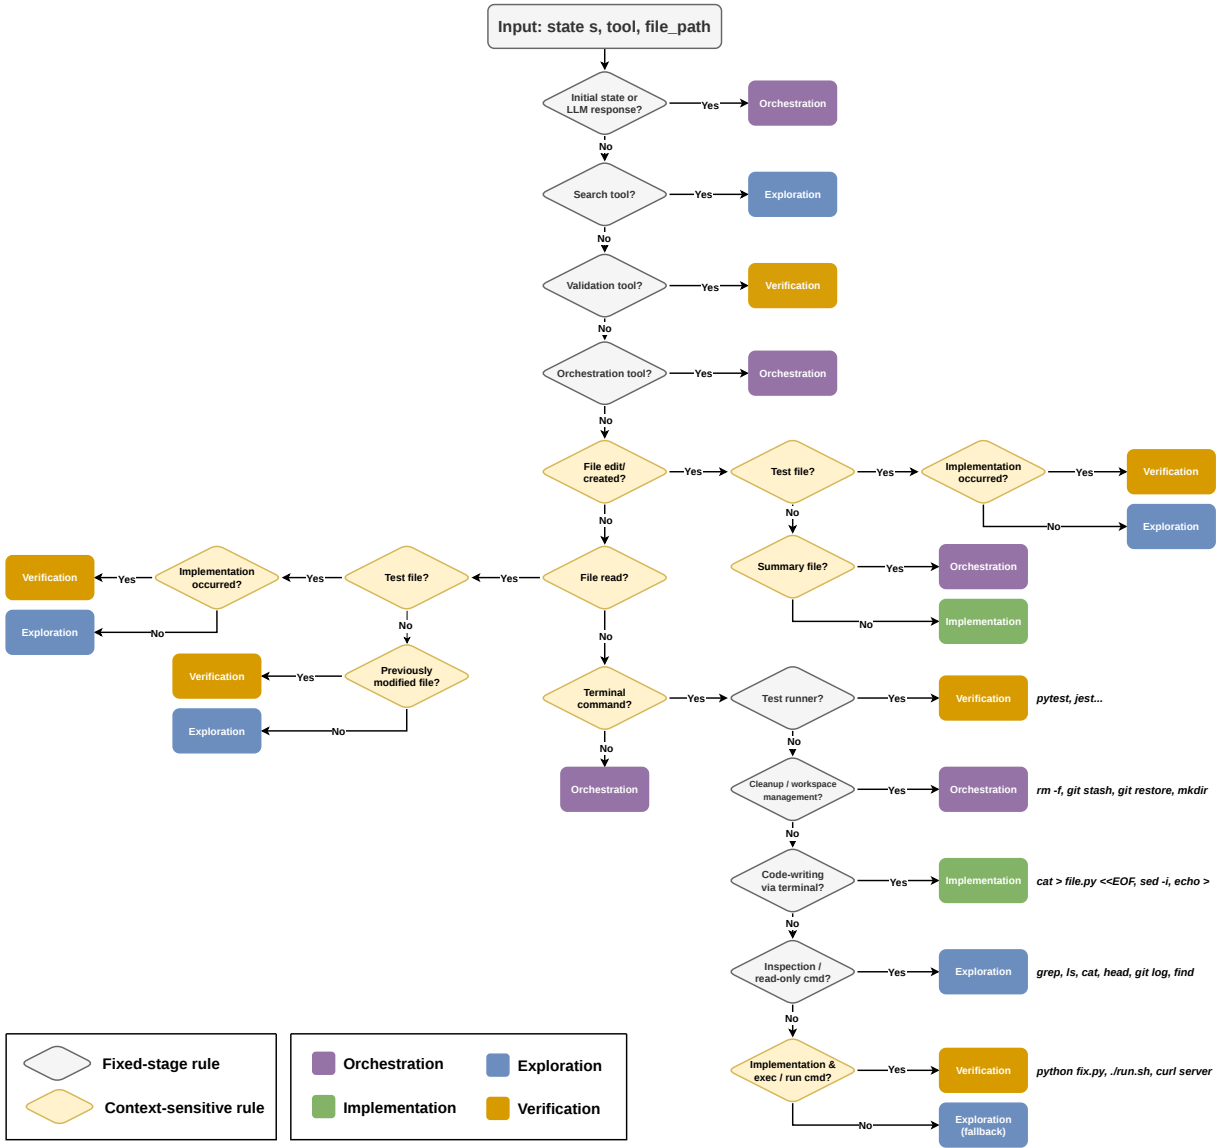 Input: state s, tool, file_path
Initial state or
LLM response?
Yes
Orchestration
No
Search tool?
Yes
Exploration
No
Validation tool?
Yes
Verification
No
Orchestration tool?
Yes
Orchestration
No
File edit/
created?
Yes
Test file?
Yes
Implementation
occurred?
Yes
Verification
No
Exploration
No
Summary file?
Yes
Orchestration
No
Implementation
No
File read?
Yes
Test file?
Yes
Implementation
occurred?
Yes
Verification
No
Exploration
No
Previously
modified file?
Yes
Verification
No
Exploration
No
Terminal
command?
No
Orchestration
Yes
Test runner?
Yes
Verification
pytest, jest...
No
Cleanup / workspace
management?
Yes
Orchestration
rm -f, git stash, git restore, mkdir
No
Code-writing
via terminal?
Yes
Implementation
cat > file.py <<EOF, sed -i, echo >
No
Inspection /
read-only cmd?
Yes
Exploration
grep, ls, cat, head, git log, find
No
Implementation &
exec / run cmd?
Yes
Verification
python fix.py, ./run.sh, curl server
No
Exploration
(fallback)
Fixed-stage rule
Context-sensitive rule
Orchestration
Exploration
Implementation
Verification